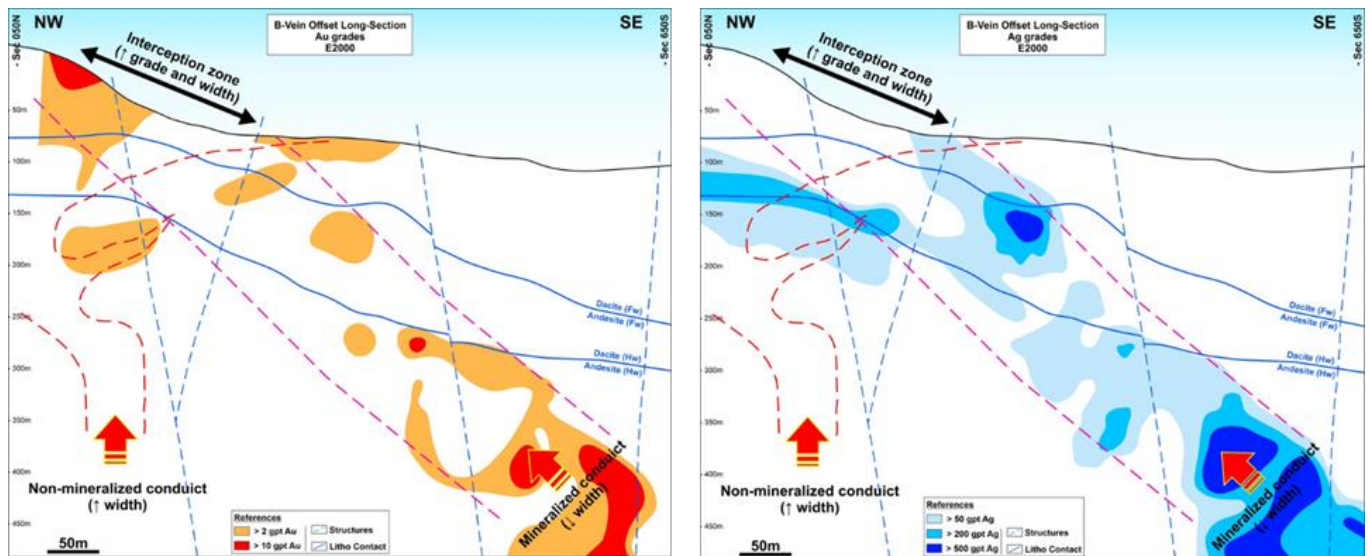 - Sec 050N
NW
B-Vein Offset Long-Section
Au grades
E2000
SE
- Sec 650S
Interception zone
(↑ grade and width)
50m
100m
150m
200m
250m
300m
350m
400m
450m
Dacite (Fw)
Andesite (Fw)
Dacite (Hw)
Andesite (Hw)
Non-mineralized conduict
(↑ width)
Mineralized conduict
(↓ width)
References
> 2 gpt Au
Structures
> 10 gpt Au
Litho Contact
50m
- Sec 050N
NW
B-Vein Offset Long-Section
Ag grades
E2000
SE
- Sec 650S
Interception zone
(↑ grade and width)
50m
100m
150m
200m
250m
300m
350m
400m
450m
Dacite (Fw)
Andesite (Fw)
Dacite (Hw)
Andesite (Hw)
Non-mineralized conduict
(↑ width)
Mineralized conduict
(↓ width)
References
> 50 gpt Ag
> 200 gpt Ag
Structures
> 500 gpt Ag
Litho Contact
50m